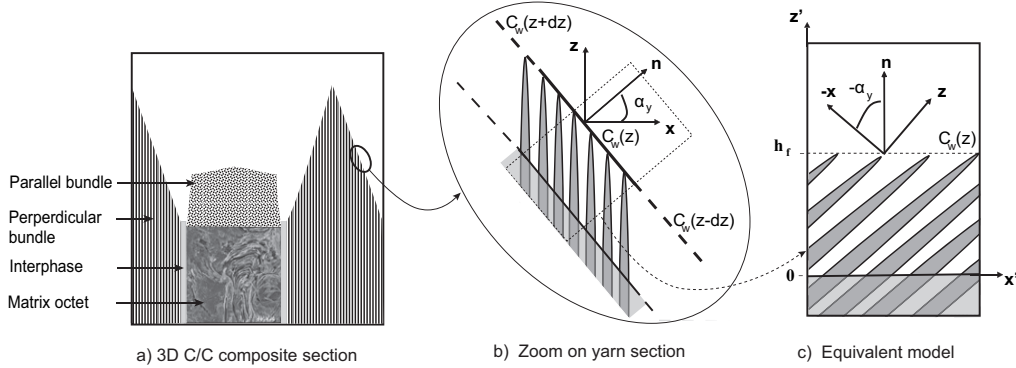 Parallel bundle
Perperdicular
bundle
Interphase
Matrix octet
a) 3D C/C composite section
C_w(z+dz)
z
n
α_y
x
C_w(z)
C_w(z-dz)
b) Zoom on yarn section
z'
n
-x
-α_y
z
C_w(z)
h_f
0
x'
c) Equivalent model